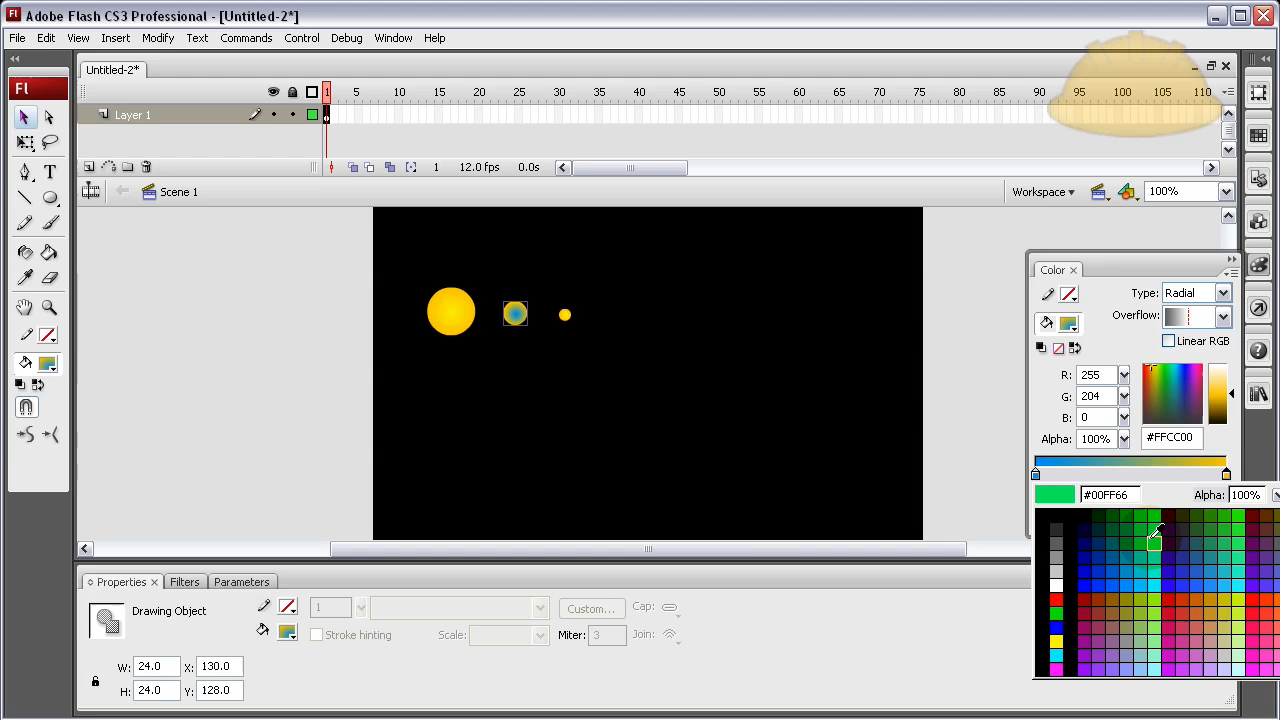 Adobe Flash CS3 Professional - [Untitled-2*]
File Edit View Insert Modify Text Commands Control Debug Window Help
Untitled-2*
Fl
1 5 10 15 20 25 30 35 40 45 50 55 60 65 70 75 80 85 90 95 100 105 110
Layer 1
1 12.0 fps 0.0s
Scene 1 Workspace 100%
Color
Type: Radial
Overflow:
Linear RGB
R: 255
G: 204
B: 0
Alpha: 100% #FFCC00
#00FF66 Alpha: 100%
Properties Filters Parameters
Drawing Object
1 Custom... Cap:
Stroke hinting Scale: Miter: 3 Join:
W: 24.0 X: 130.0
H: 24.0 Y: 128.0